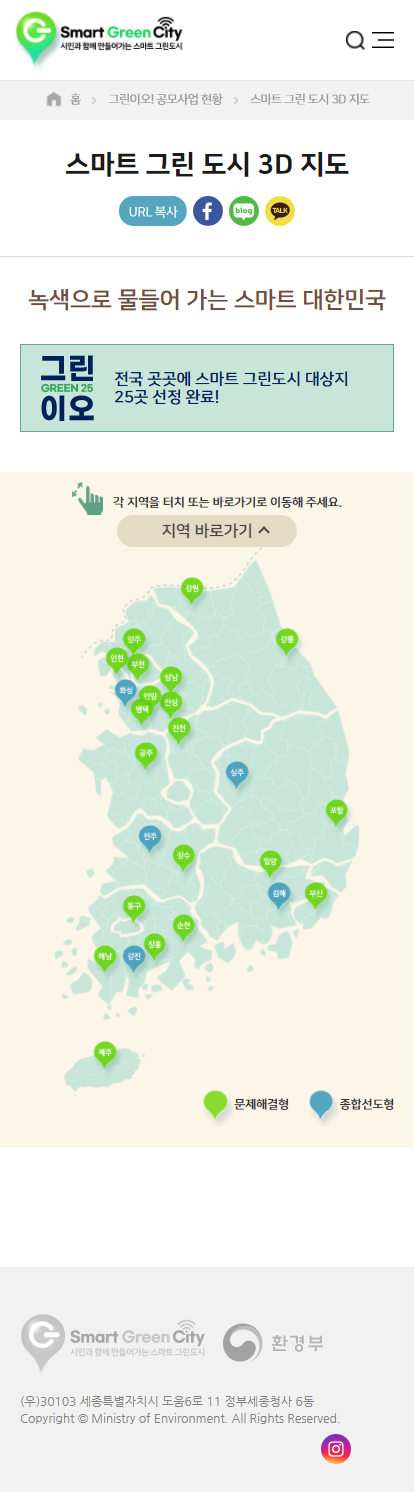 Smart Green City
시민과 함께 만들어가는 스마트 그린도시
홈 > 그린이오! 공모사업 현황 > 스마트 그린 도시 3D 지도
스마트 그린 도시 3D 지도
URL 복사 f blog TALK
녹색으로 물들어 가는 스마트 대한민국
그린
GREEN 25
이오
전국 곳곳에 스마트 그린도시 대상지
25곳 선정 완료!
각 지역을 터치 또는 바로가기로 이동해 주세요.
지역 바로가기
강원
양주
강릉
인천
부천
성남
화성
안양
안성
평택
진천
공주
상주
포항
전주
장수
밀양
김해
부산
동구
순천
장흥
해남
강진
제주
문제해결형
종합선도형
Smart Green City
시민과 함께 만들어가는 스마트 그린도시
환경부
(우)30103 세종특별자치시 도움6로 11 정부세종청사 6동
Copyright © Ministry of Environment. All Rights Reserved.